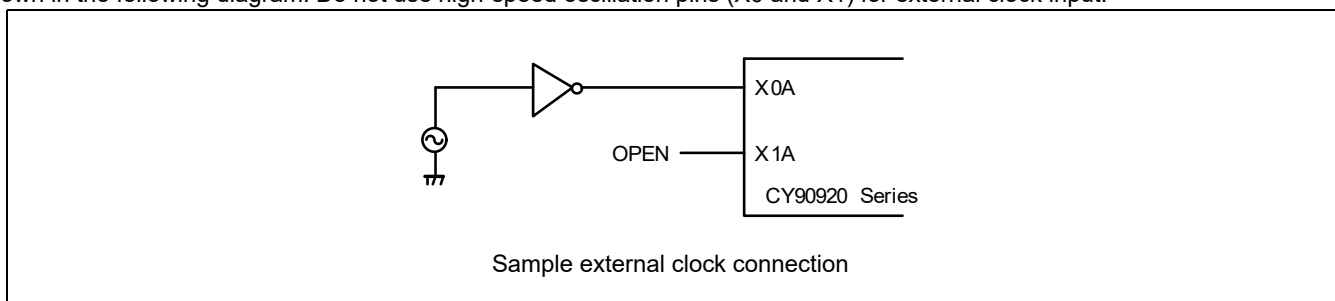 own in the following diagram. Do not use high-speed oscillation pins (X0 and X1) for external clock input.
X0A
OPEN
X1A
CY90920 Series
Sample external clock connection